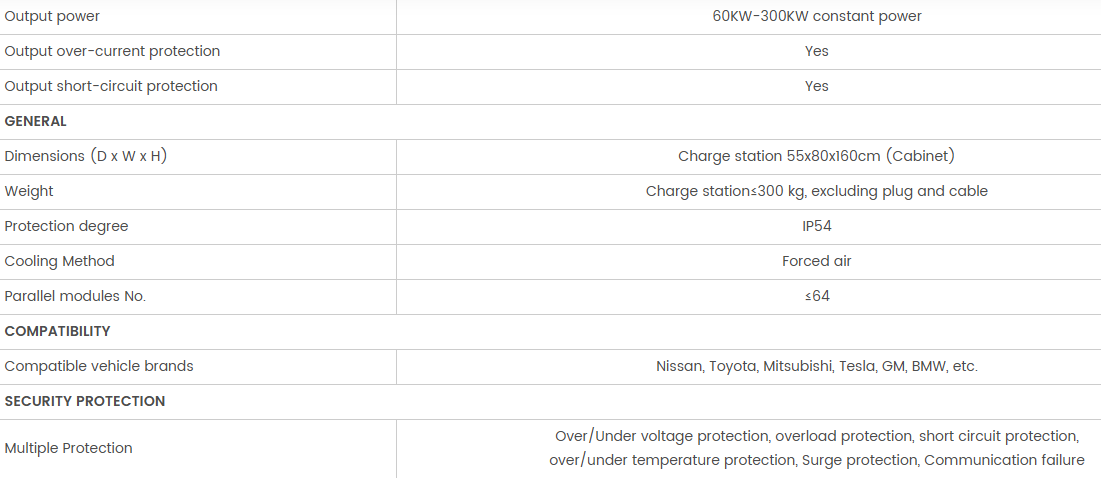 Output power 60KW-300KW constant power
Output over-current protection Yes
Output short-circuit protection Yes
GENERAL
Dimensions (D x W x H) Charge station 55x80x160cm (Cabinet)
Weight Charge station≤300 kg, excluding plug and cable
Protection degree IP54
Cooling Method Forced air
Parallel modules No. ≤64
COMPATIBILITY
Compatible vehicle brands Nissan, Toyota, Mitsubishi, Tesla, GM, BMW, etc.
SECURITY PROTECTION
Multiple Protection
Over/Under voltage protection, overload protection, short circuit protection,
over/under temperature protection, Surge protection, Communication failure